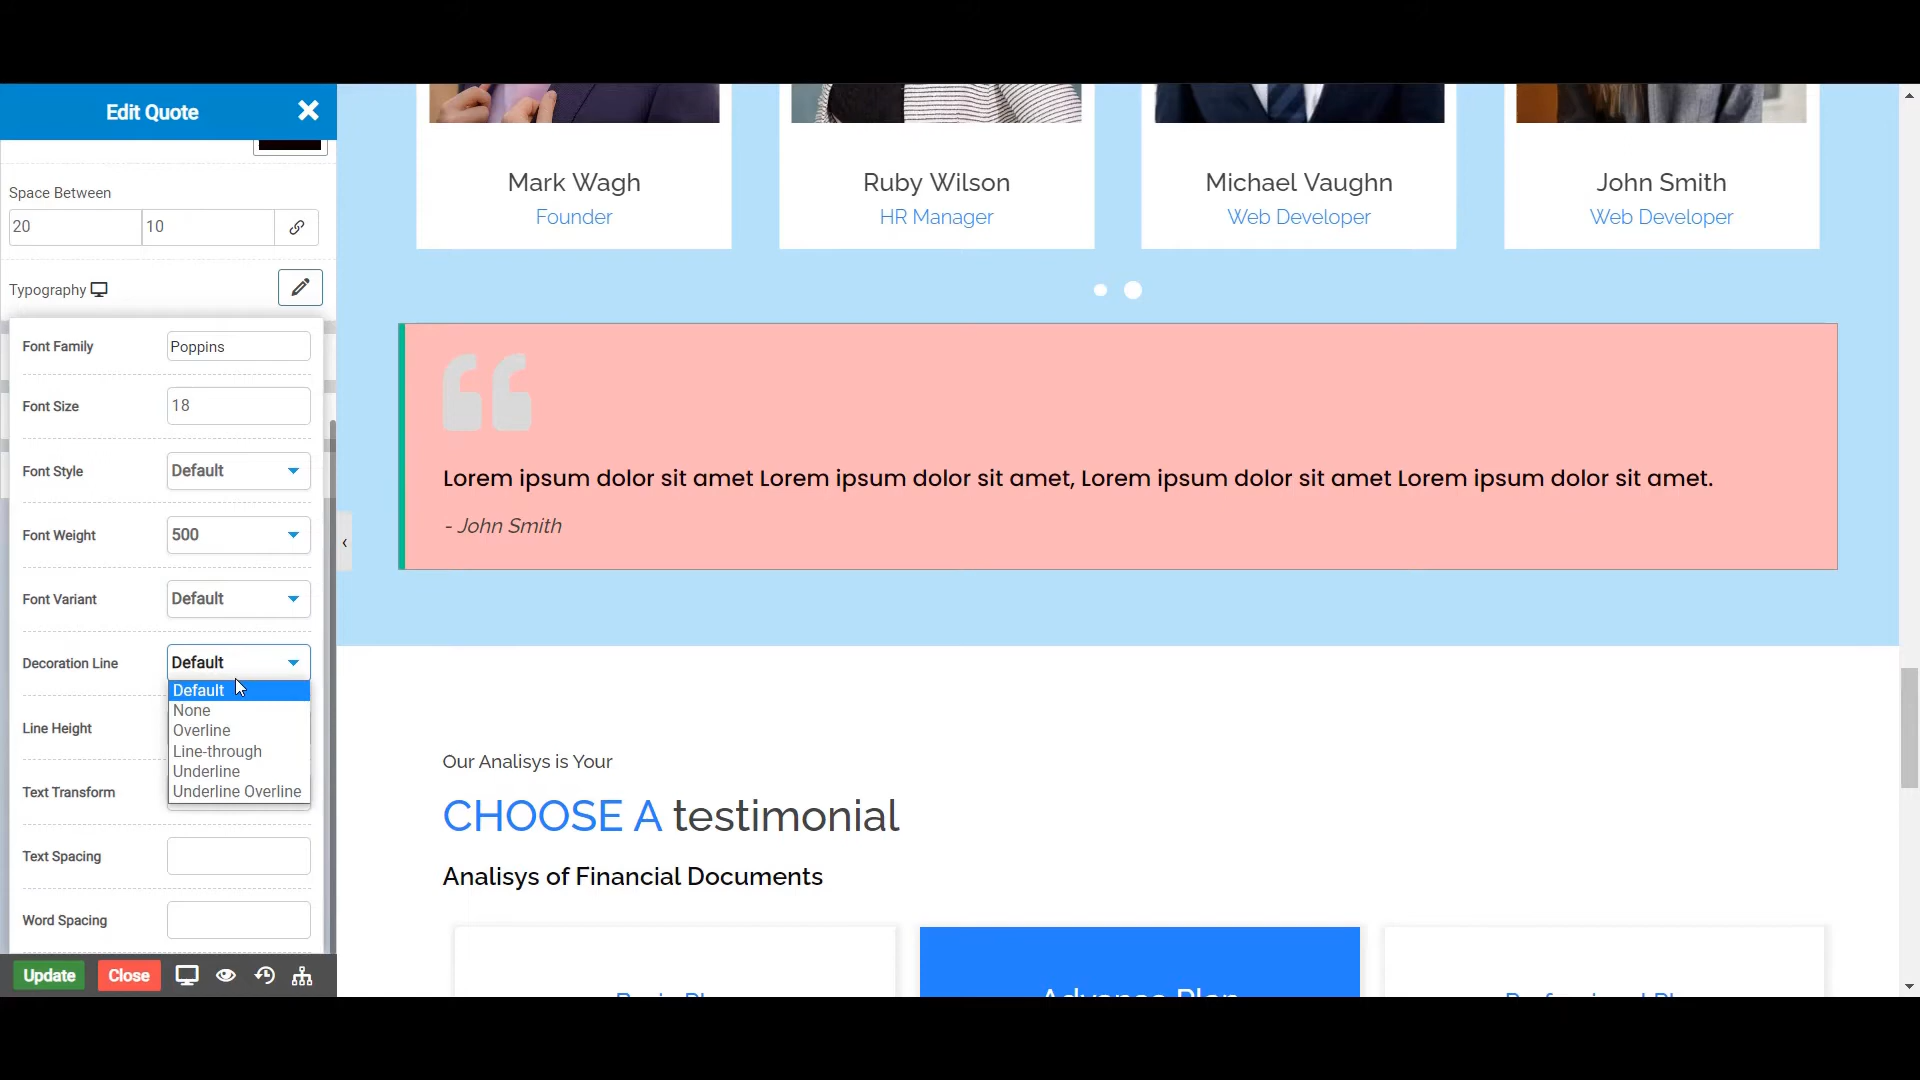 Edit Quote
Space Between
20
10
Typography
Font Family
Poppins
Font Size
18
Font Style
Default
Font Weight
500
Font Variant
Default
Decoration Line
Default
Default
None
Overline
Line-through
Underline
Underline Overline
Line Height
Text Transform
Text Spacing
Word Spacing
Update
Close
Mark Wagh
Founder
Ruby Wilson
HR Manager
Michael Vaughn
Web Developer
John Smith
Web Developer
Lorem ipsum dolor sit amet Lorem ipsum dolor sit amet, Lorem ipsum dolor sit amet Lorem ipsum dolor sit amet.
- John Smith
Our Analisys is Your
CHOOSE A testimonial
Analisys of Financial Documents
Advance Plan